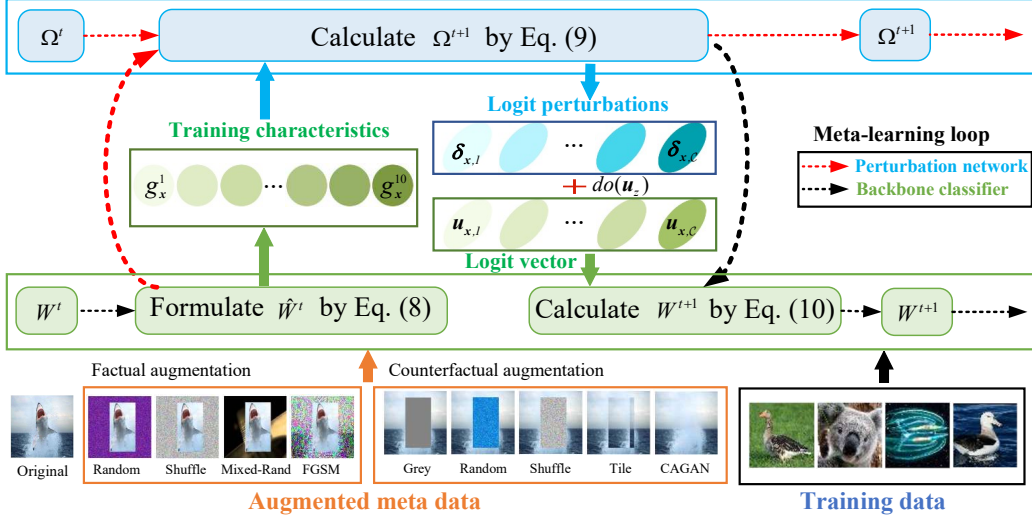 Ω^t
Calculate Ω^{t+1} by Eq. (9)
Ω^{t+1}
Logit perturbations
Training characteristics
δ_{x,1} ... δ_{x,C}
Meta-learning loop
g_x^1 ... g_x^{10}
+ do(u_z)
Perturbation network
Backbone classifier
u_{x,1} ... u_{x,C}
Logit vector
W^t
Formulate Ŵ^t by Eq. (8)
Calculate W^{t+1} by Eq. (10)
W^{t+1}
Factual augmentation
Counterfactual augmentation
Original
Random
Shuffle
Mixed-Rand
FGSM
Grey
Random
Shuffle
Tile
CAGAN
Augmented meta data
Training data